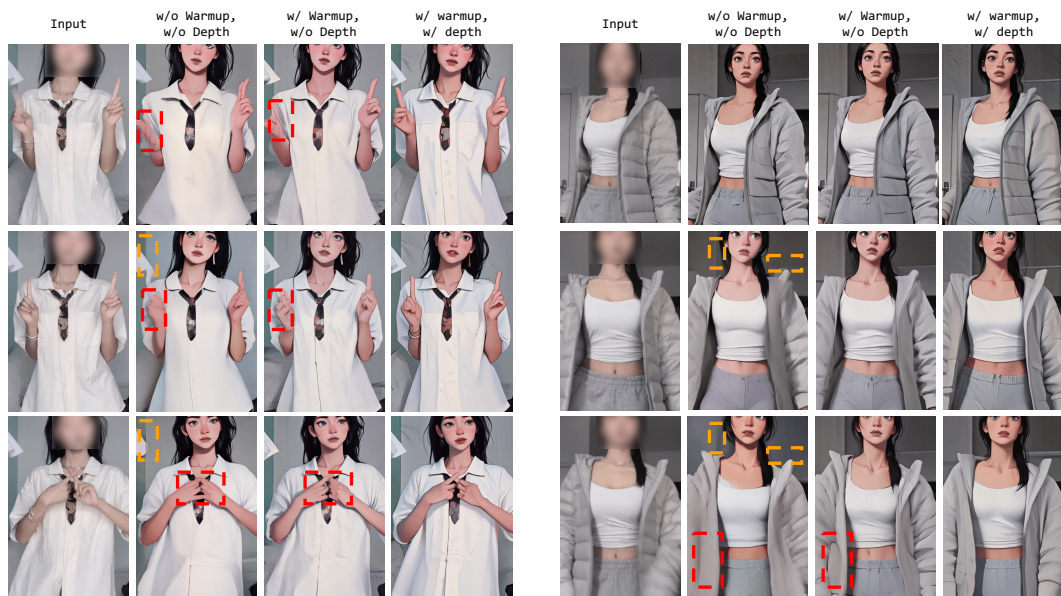 Input
w/o Warmup,
w/o Depth
w/ Warmup,
w/o Depth
w/ warmup,
w/ depth
Input
w/o Warmup,
w/o Depth
w/ Warmup,
w/o Depth
w/ warmup,
w/ depth